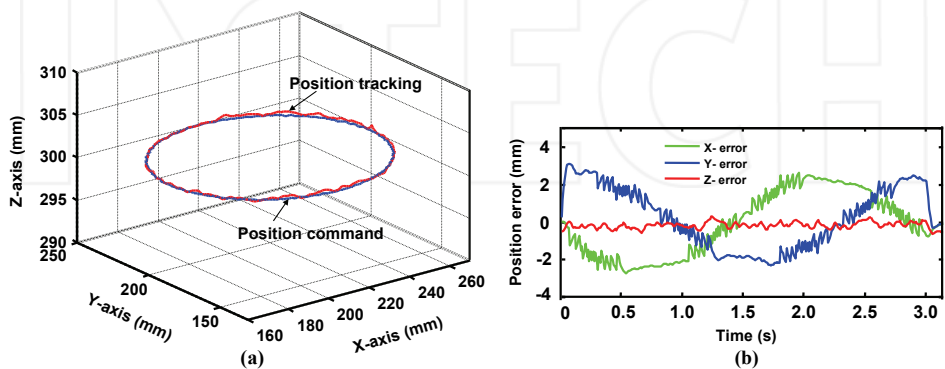 INTECH
310
305
300
295
290
Z-axis (mm)
Position tracking
Position command
250
200
150
Y-axis (mm)
160
180
200
220
240
260
X-axis (mm)
(a)
4
2
0
-2
-4
Position error (mm)
X- error
Y- error
Z- error
0
0.5
1.0
1.5
2.0
2.5
3.0
Time (s)
(b)